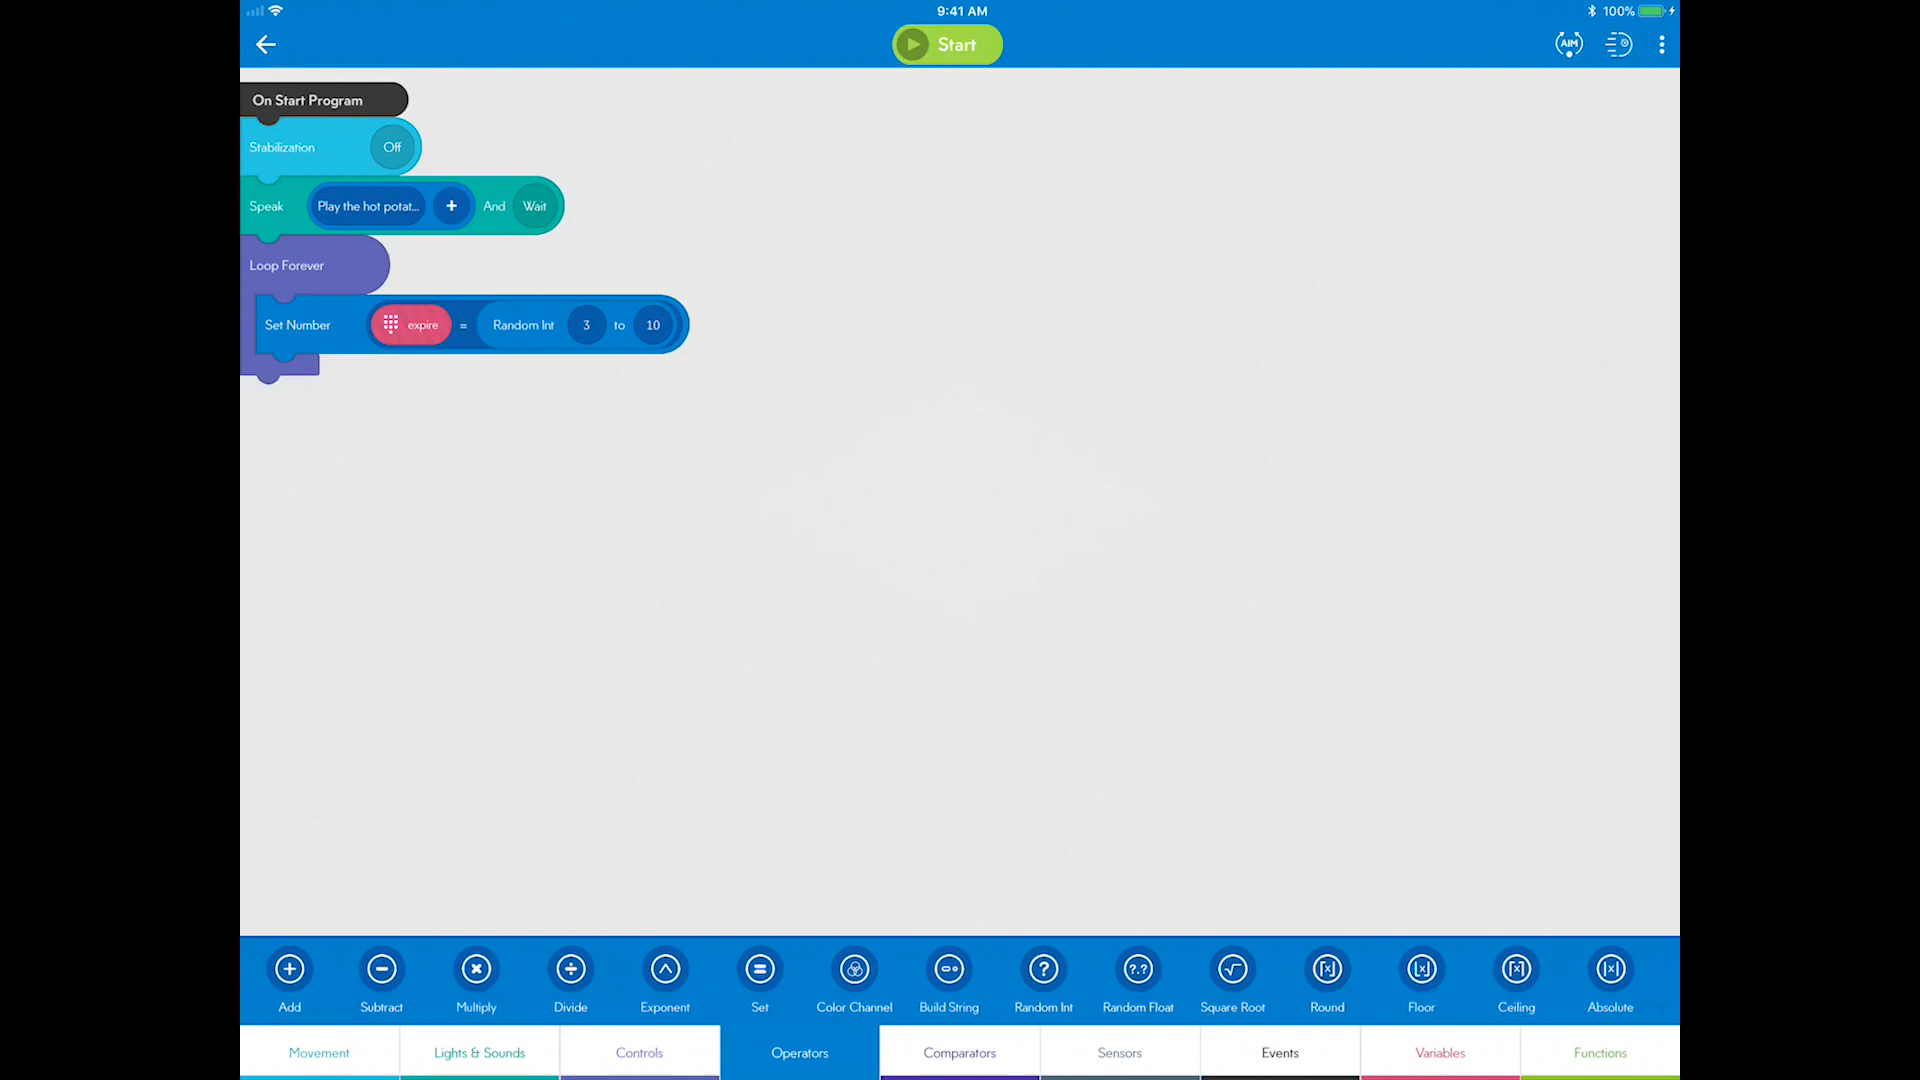 9:41 AM
100%
Start
AIM
On Start Program
Stabilization Off
Speak Play the hot potat... + And Wait
Loop Forever
Set Number expire = Random Int 3 to 10
Add Subtract Multiply Divide Exponent Set Color Channel Build String Random Int Random Float Square Root Round Floor Ceiling Absolute
Movement Lights & Sounds Controls Operators Comparators Sensors Events Variables Functions